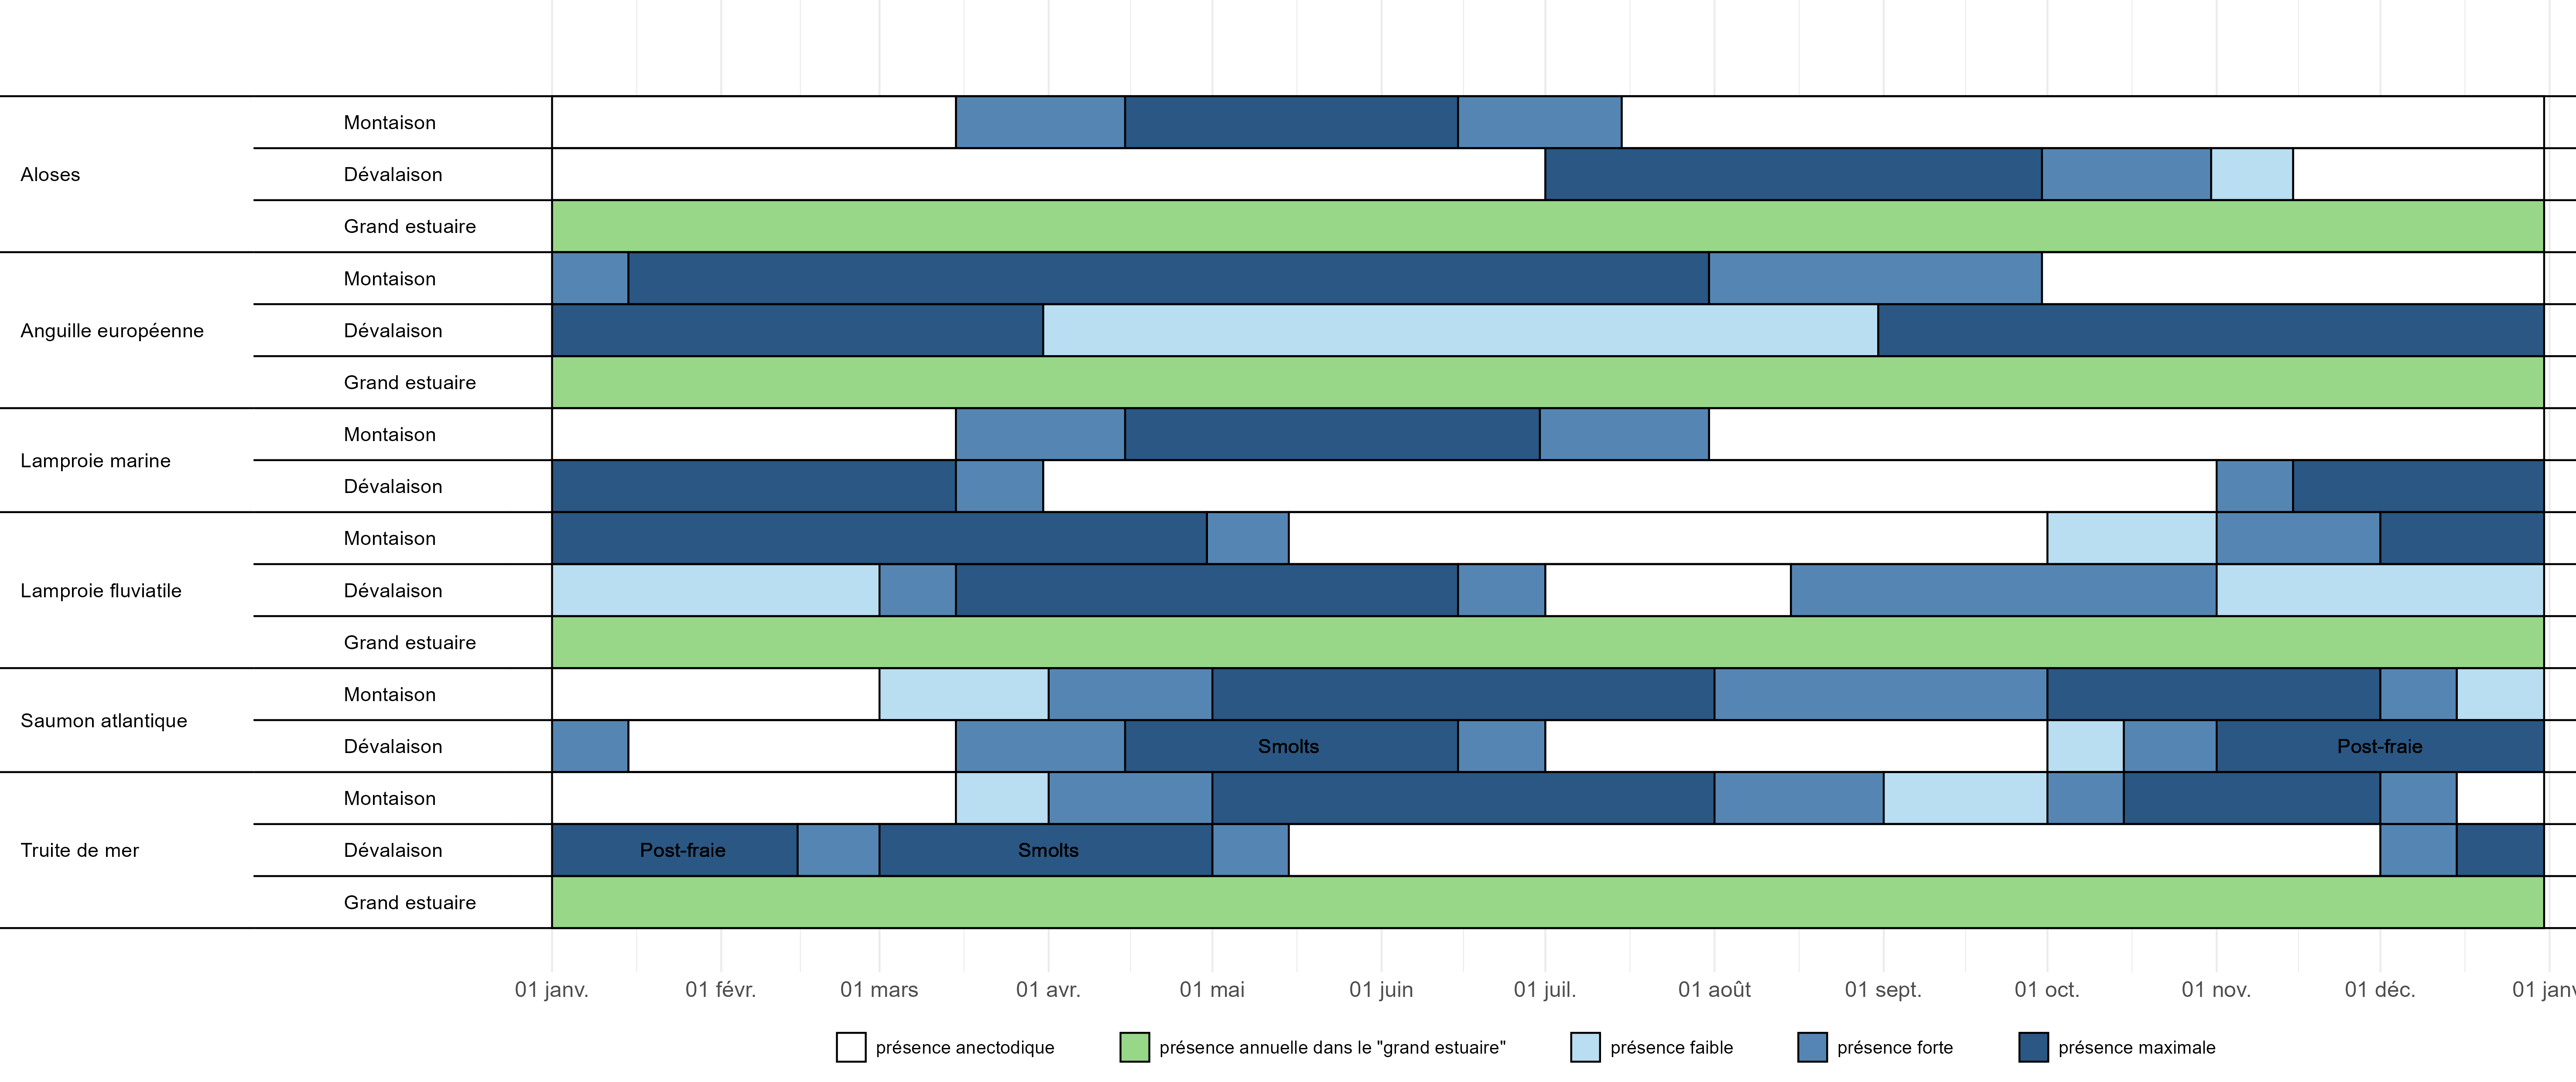 Montaison
Aloses
Dévalaison
Grand estuaire
Montaison
Anguille européenne
Dévalaison
Grand estuaire
Montaison
Lamproie marine
Dévalaison
Montaison
Lamproie fluviatile
Dévalaison
Grand estuaire
Montaison
Saumon atlantique
Dévalaison
Smolts
Post-fraie
Montaison
Truite de mer
Dévalaison
Post-fraie
Smolts
Grand estuaire
01 janv.
01 févr.
01 mars
01 avr.
01 mai
01 juin
01 juil.
01 août
01 sept.
01 oct.
01 nov.
01 déc.
01 janv
présence anectodique
présence annuelle dans le "grand estuaire"
présence faible
présence forte
présence maximale